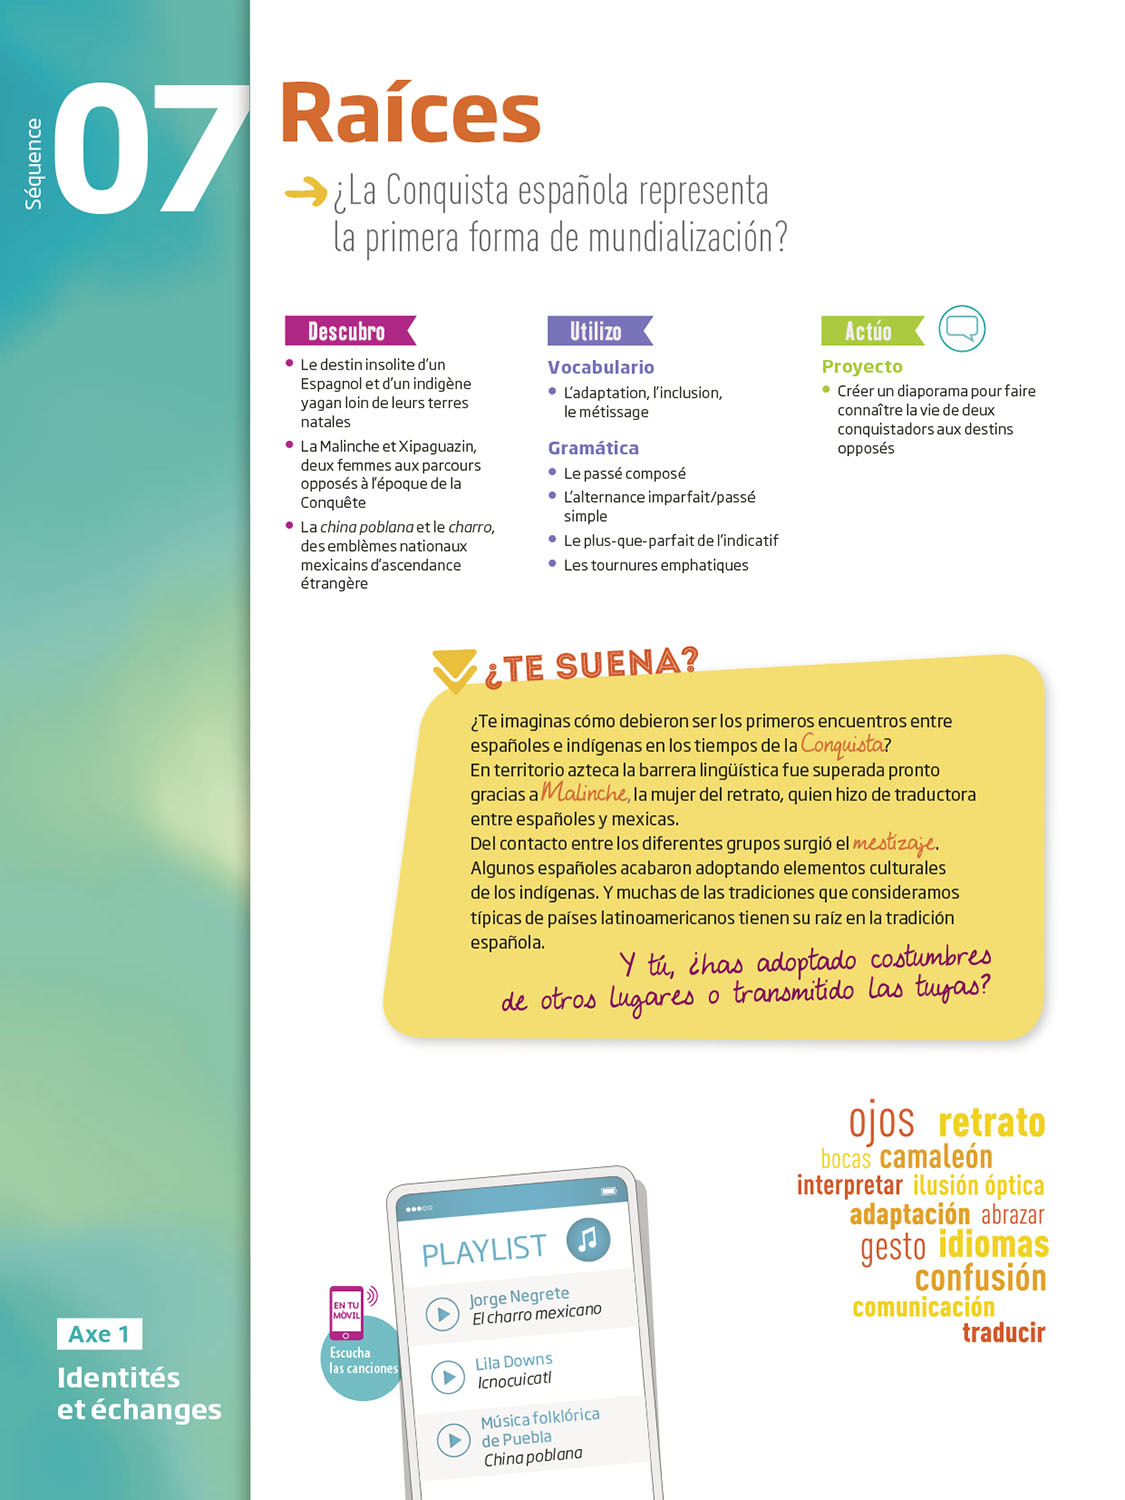 Séquence
07
Raíces
¿La Conquista española representa
la primera forma de mundialización?
Descubro
• Le destin insolite d'un
Espagnol et d'un indigène
yagan loin de leurs terres
natales
• La Malinche et Xipaguazin,
deux femmes aux parcours
opposés à l'époque de la
Conquête
• La china poblana et le charro,
des emblèmes nationaux
mexicains d'ascendance
étrangère
Utilizo
Vocabulario
• L'adaptation, l'inclusion,
le métissage
Gramática
• Le passé composé
• L'alternance imparfait/passé
simple
• Le plus-que-parfait de l'indicatif
• Les tournures emphatiques
Actúo
Proyecto
• Créer un diaporama pour faire
connaître la vie de deux
conquistadors aux destins
opposés
¿TE SUENA?
¿Te imaginas cómo debieron ser los primeros encuentros entre
españoles e indígenas en los tiempos de la Conquista?
En territorio azteca la barrera lingüística fue superada pronto
gracias a Malinche, la mujer del retrato, quien hizo de traductora
entre españoles y mexicas.
Del contacto entre los diferentes grupos surgió el mestizaje.
Algunos españoles acabaron adoptando elementos culturales
de los indígenas. Y muchas de las tradiciones que consideramos
típicas de países latinoamericanos tienen su raíz en la tradición
española.
Y tú, ¿has adoptado costumbres
de otros lugares o transmitido las tuyas?
ojos retrato
bocas camaleón
interpretar ilusión óptica
adaptación abrazar
gesto idiomas
confusión
comunicación
traducir
PLAYLIST
Jorge Negrete
El charro mexicano
Lila Downs
Icnocuicatl
Música folklórica
de Puebla
China poblana
EN TU
MÓVIL
Escucha
las canciones
Axe 1
Identités
et échanges